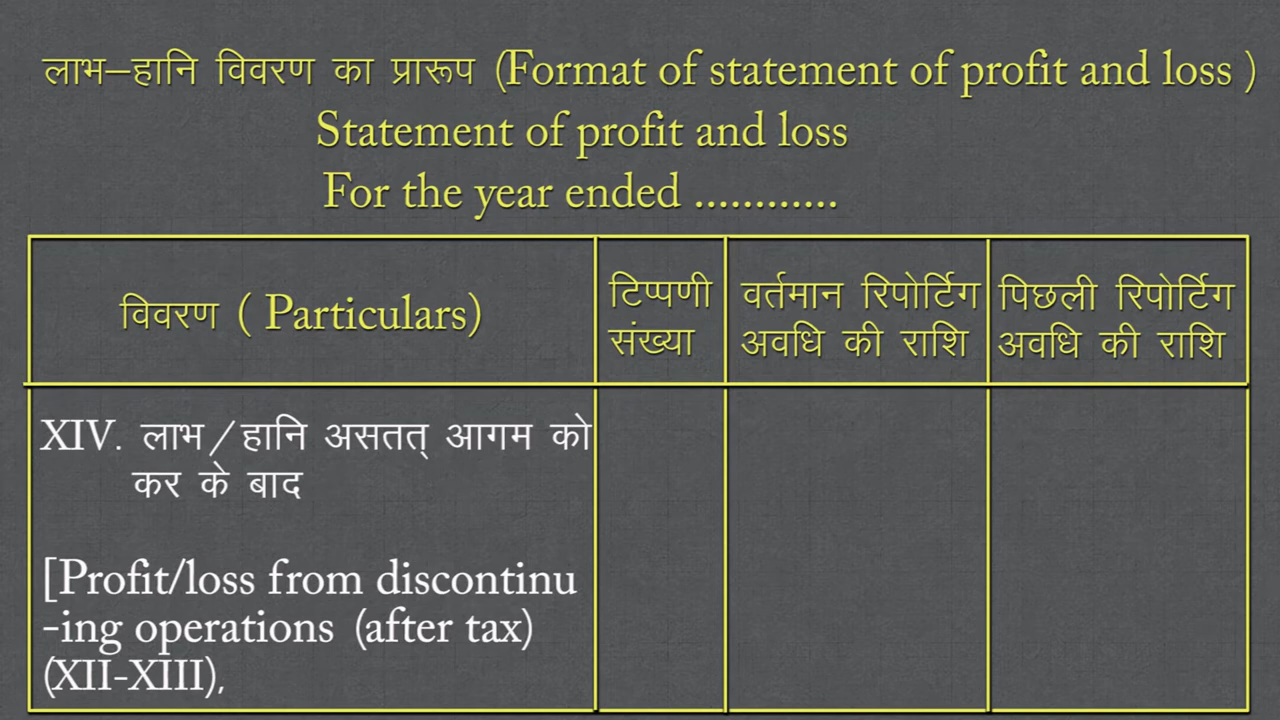 लाभ–हानि विवरण का प्रारूप (Format of statement of profit and loss )
Statement of profit and loss
For the year ended ............
विवरण ( Particulars)
टिप्पणी
संख्या
वर्तमान रिपोर्टिग
अवधि की राशि
पिछली रिपोर्टिग
अवधि की राशि
XIV. लाभ/हानि असतत् आगम को
कर के बाद
[Profit/loss from discontinu
-ing operations (after tax)
(XII-XIII),